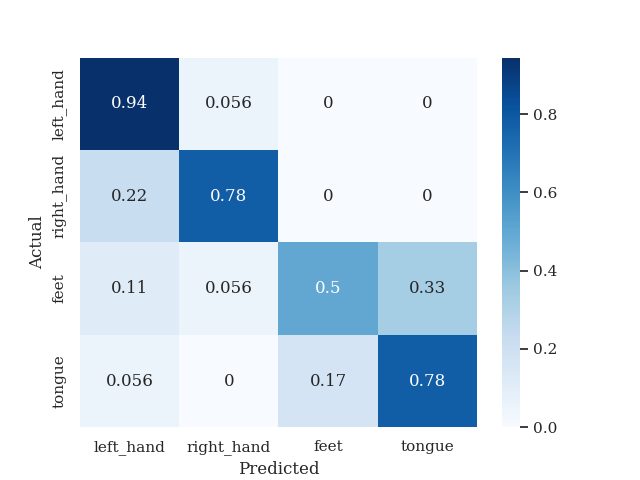 Actual
left_hand
0.94 0.056 0 0
right_hand
0.22 0.78 0 0
feet
0.11 0.056 0.5 0.33
tongue
0.056 0 0.17 0.78
left_hand right_hand feet tongue
Predicted
0.8
0.6
0.4
0.2
0.0